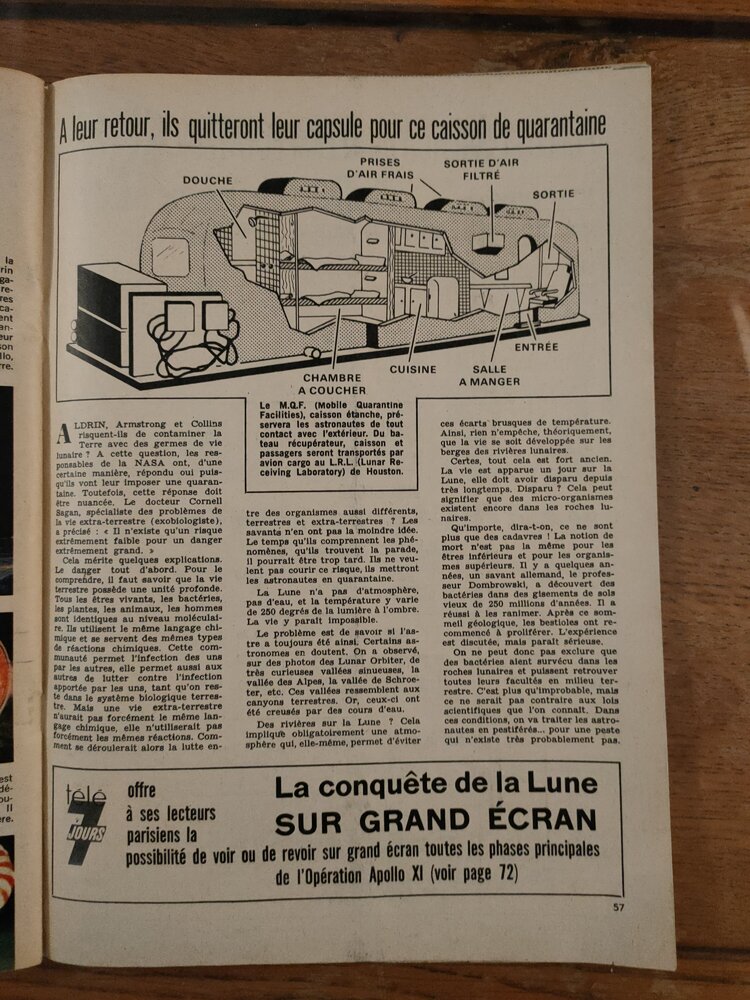 A leur retour, ils quitteront leur capsule pour ce caisson de quarantaine
DOUCHE
PRISES
D'AIR FRAIS
SORTIE D'AIR
FILTRÉ
SORTIE
ENTRÉE
SALLE
A MANGER
CUISINE
CHAMBRE
A COUCHER
Le M.Q.F. (Mobile Quarantine
Facilities), caisson étanche, pré-
servera les astronautes de tout
contact avec l'extérieur. Du ba-
teau récupérateur, caisson et
passagers seront transportés par
avion cargo au L.R.L. (Lunar Re-
ceiving Laboratory) de Houston.
ALDRIN, Armstrong et Collins
risquent-ils de contaminer la
Terre avec des germes de vie
lunaire ? A cette question, les res-
ponsables de la NASA ont, d'une
certaine manière, répondu oui puis-
qu'ils vont leur imposer une quaran-
taine. Toutefois, cette réponse doit
être nuancée. Le docteur Cornell
Sagan, spécialiste des problèmes de
la vie extra-terrestre (exobiologiste),
a précisé : « Il n'existe qu'un risque
extrêmement faible pour un danger
extrêmement grand. »
Cela mérite quelques explications.
Le danger tout d'abord. Pour le
comprendre, il faut savoir que la vie
terrestre possède une unité profonde.
Tous les êtres vivants, les bactéries,
les plantes, les animaux, les hommes
sont identiques au niveau moléculai-
re. Ils utilisent le même langage chi-
mique et se servent des mêmes types
de réactions chimiques. Cette com-
munauté permet l'infection des uns
par les autres, elle permet aussi aux
autres de lutter contre l'infection
apportée par les uns, tant qu'on res-
te dans le système biologique terres-
tre. Mais une vie extra-terrestre
n'aurait pas forcément le même lan-
gage chimique, elle n'utiliserait pas
forcément les mêmes réactions. Com-
ment se déroulerait alors la lutte en-
tre des organismes aussi différents,
terrestres et extra-terrestres ? Les
savants n'en ont pas la moindre idée.
Le temps qu'ils comprennent les phé-
nomènes, qu'ils trouvent la parade,
il pourrait être trop tard. Ils ne veu-
lent pas courir ce risque, ils mettront
les astronautes en quarantaine.
La Lune n'a pas d'atmosphère,
pas d'eau, et la température y varie
de 250 degrés de la lumière à l'ombre.
La vie y paraît impossible.
Le problème est de savoir si l'as-
tre a toujours été ainsi. Certains as-
tronomes en doutent. On a observé,
sur des photos des Lunar Orbiter, de
très curieuses vallées sinueuses, la
vallée des Alpes, la vallée de Schroe-
ter, etc. Ces vallées ressemblent aux
canyons terrestres. Or, ceux-ci ont
été creusés par des cours d'eau.
Des rivières sur la Lune ? Cela
implique obligatoirement une atmo-
sphère qui, elle-même, permet d'éviter
ces écarts brusques de température.
Ainsi, rien n'empêche, théoriquement,
que la vie se soit développée sur les
berges des rivières lunaires.
Certes, tout cela est fort ancien.
La vie est apparue un jour sur la
Lune, elle doit avoir disparu depuis
très longtemps. Disparu ? Cela peut
signifier que des micro-organismes
existent encore dans les roches lu-
naires.
Qu'importe, dira-t-on, ce ne sont
plus que des cadavres ! La notion de
mort n'est pas la même pour les
êtres inférieurs et pour les organis-
mes supérieurs. Il y a quelques an-
nées, un savant allemand, le profes-
seur Dombrowski, a découvert des
bactéries dans des gisements de sols
vieux de 250 millions d'années. Il a
réussi à les ranimer. Après ce som-
meil géologique, les bestioles ont re-
commencé à proliférer. L'expérience
est discutée, mais paraît sérieuse.
On ne peut donc pas exclure que
des bactéries aient survécu dans les
roches lunaires et puissent retrouver
toutes leurs facultés en milieu ter-
restre. C'est plus qu'improbable, mais
ce ne serait pas contraire aux lois
scientifiques que l'on connaît. Dans
ces conditions, on va traiter les astro-
nautes en pestiférés... pour une peste
qui n'existe très probablement pas.
télé
7
JOURS
offre
à ses lecteurs
parisiens la
La conquête de la Lune
SUR GRAND ÉCRAN
possibilité de voir ou de revoir sur grand écran toutes les phases principales
de l'Opération Apollo XI (voir page 72)
57